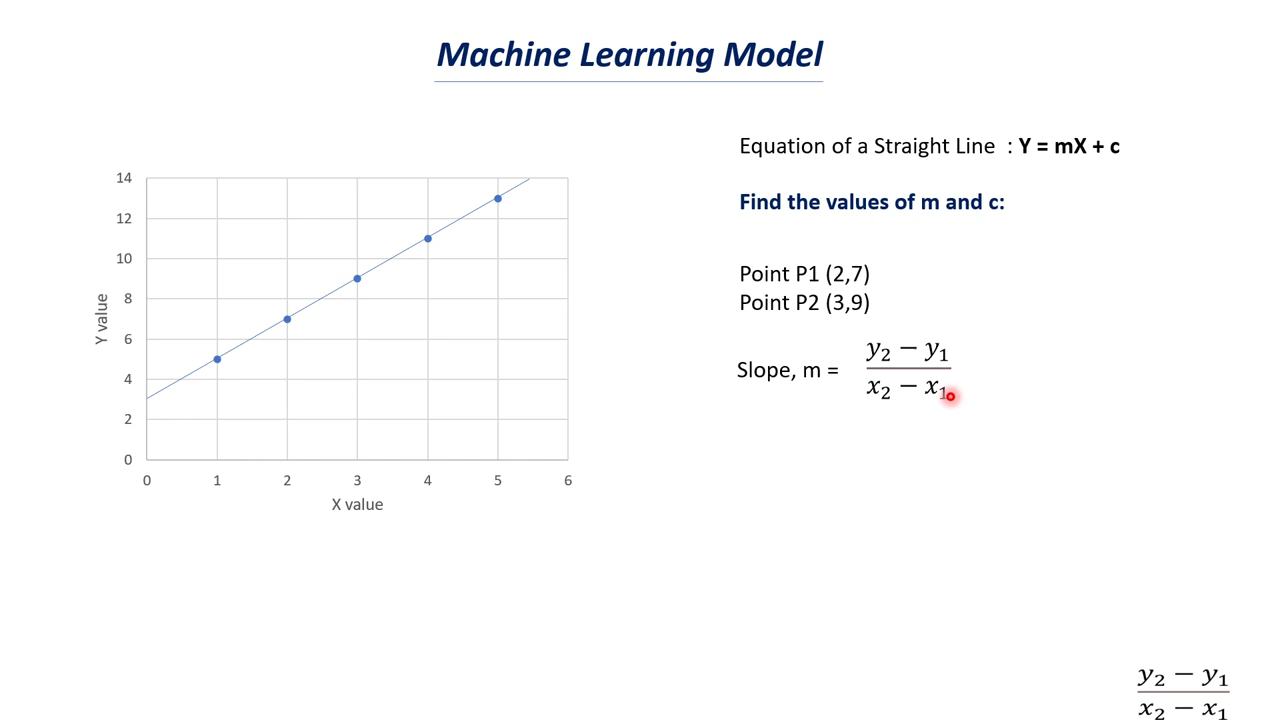 Machine Learning Model
Equation of a Straight Line : Y = mX + c
Find the values of m and c:
Point P1 (2,7)
Point P2 (3,9)
y₂ − y₁
Slope, m =
x₂ − x₁
14
12
10
8
6
4
2
0
Y value
0 1 2 3 4 5 6
X value
y₂ − y₁
x₂ − x₁